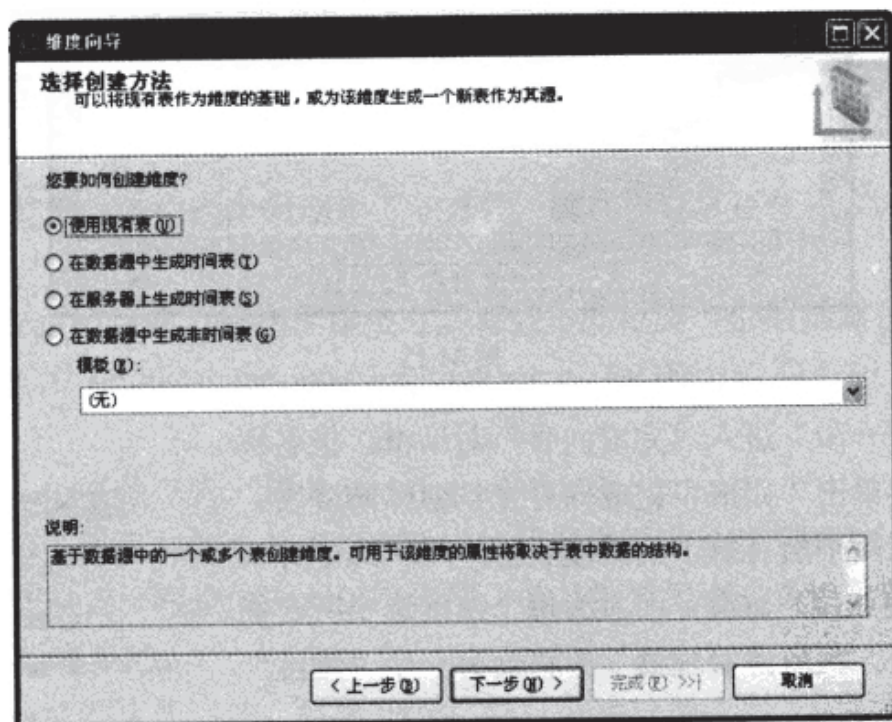 维度向导
选择创建方法
可以将现有表作为维度的基础，或为该维度生成一个新表作为其源。
您要如何创建维度?
使用现有表(U)
在数据源中生成时间表(T)
在服务器上生成时间表(S)
在数据源中生成非时间表(G)
模板(E):
(无)
说明:
基于数据源中的一个或多个表创建维度。可用于该维度的属性将取决于表中数据的结构。
< 上一步(B)
下一步(N) >
完成(F) >>|
取消